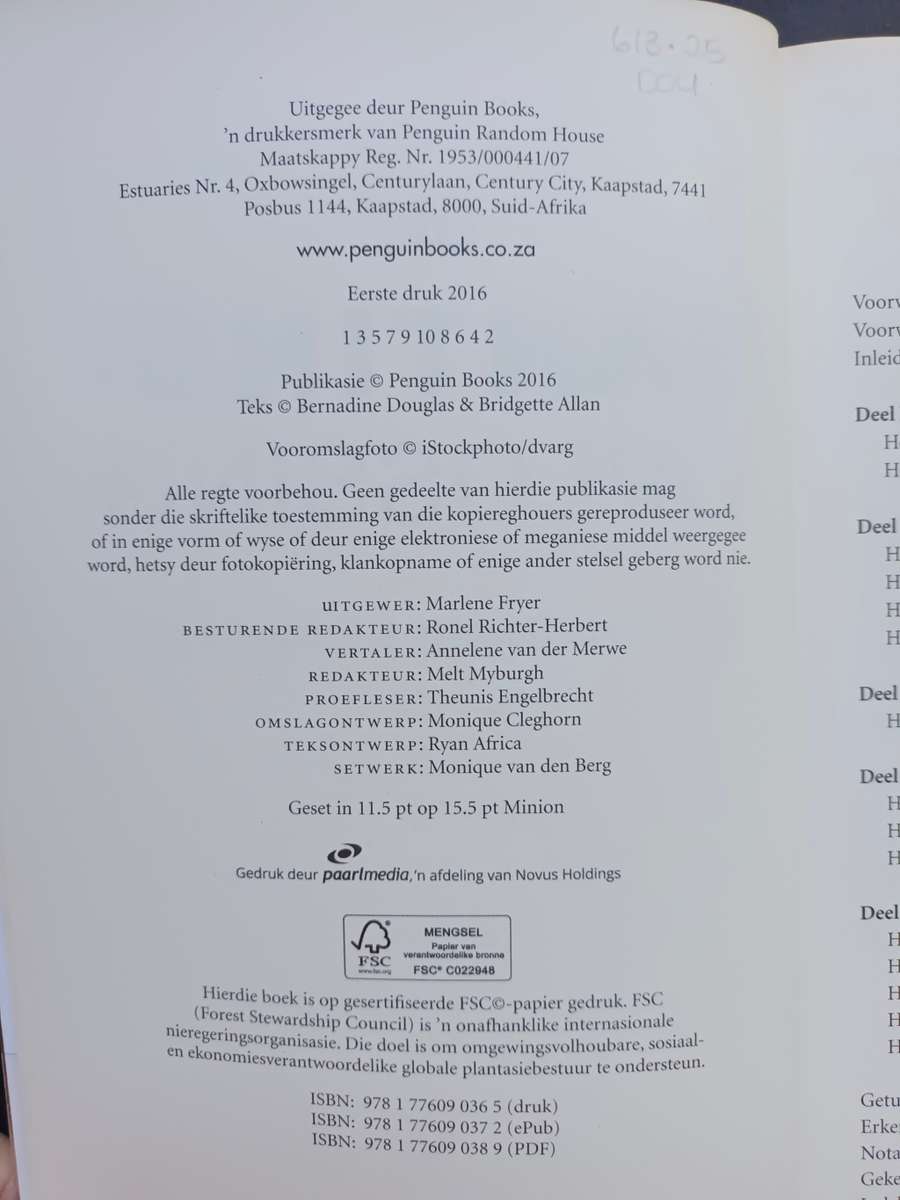 613.25
DOU
Uitgegee deur Penguin Books,
’n drukkersmerk van Penguin Random House
Maatskappy Reg. Nr. 1953/000441/07
Estuaries Nr. 4, Oxbowsingel, Centurylaan, Century City, Kaapstad, 7441
Posbus 1144, Kaapstad, 8000, Suid-Afrika
www.penguinbooks.co.za
Eerste druk 2016
1 3 5 7 9 10 8 6 4 2
Publikasie © Penguin Books 2016
Teks © Bernadine Douglas & Bridgette Allan
Vooromslagfoto © iStockphoto/dvarg
Alle regte voorbehou. Geen gedeelte van hierdie publikasie mag
sonder die skriftelike toestemming van die kopiereghouers gereproduseer word,
of in enige vorm of wyse of deur enige elektroniese of meganiese middel weergegee
word, hetsy deur fotokopiëring, klankopname of enige ander stelsel geberg word nie.
UITGEWER: Marlene Fryer
BESTURENDE REDAKTEUR: Ronel Richter-Herbert
VERTALER: Annelene van der Merwe
REDAKTEUR: Melt Myburgh
PROEFLESER: Theunis Engelbrecht
OMSLAGONTWERP: Monique Cleghorn
TEKSONTWERP: Ryan Africa
SETWERK: Monique van den Berg
Geset in 11.5 pt op 15.5 pt Minion
Gedruk deur paarlmedia,’n afdeling van Novus Holdings
FSC
www.fsc.org
MENGSEL
Papier van
verantwoordelike bronne
FSC® C022948
Hierdie boek is op gesertifiseerde FSC©-papier gedruk. FSC
(Forest Stewardship Council) is ’n onafhanklike internasionale
nieregeringsorganisasie. Die doel is om omgewingsvolhoubare, sosiaal-
en ekonomiesverantwoordelike globale plantasiebestuur te ondersteun.
ISBN: 978 1 77609 036 5 (druk)
ISBN: 978 1 77609 037 2 (ePub)
ISBN: 978 1 77609 038 9 (PDF)
Deel
Deel
Deel
Deel
Deel